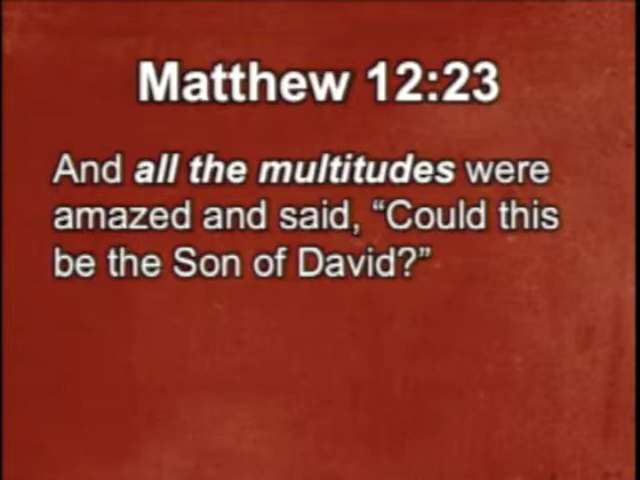 Matthew 12:23
And all the multitudes were
amazed and said, “Could this
be the Son of David?”